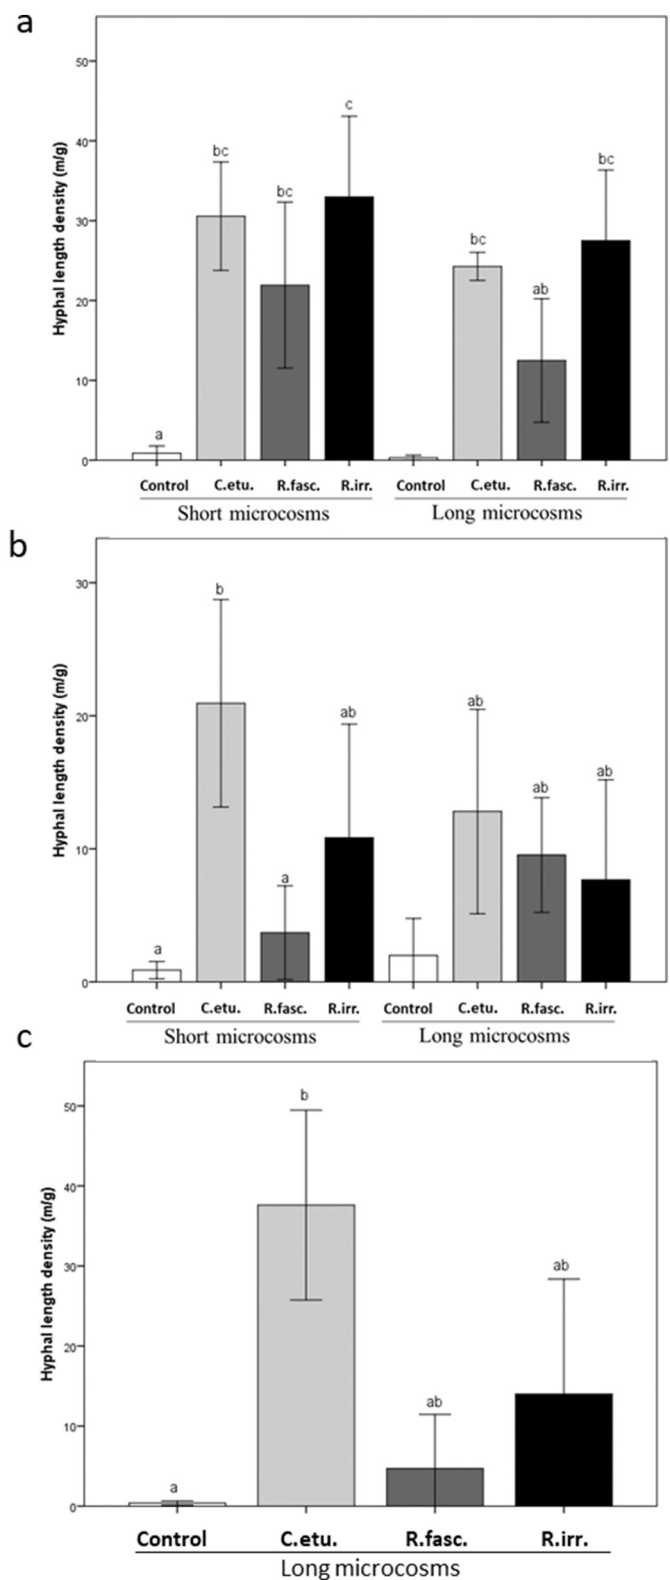 a
Hyphal length density (m/g)
50
40
30
20
10
0
a
bc
bc
c
bc
ab
bc
Control C.etu. R.fasc. R.irr. Control C.etu. R.fasc. R.irr.
Short microcosms Long microcosms
b
Hyphal length density (m/g)
30
20
10
0
a
b
a
ab
ab
ab
ab
Control C.etu. R.fasc. R.irr. Control C.etu. R.fasc. R.irr.
Short microcosms Long microcosms
c
Hyphal length density (m/g)
50
40
30
20
10
0
a
b
ab
ab
Control C.etu. R.fasc. R.irr.
Long microcosms